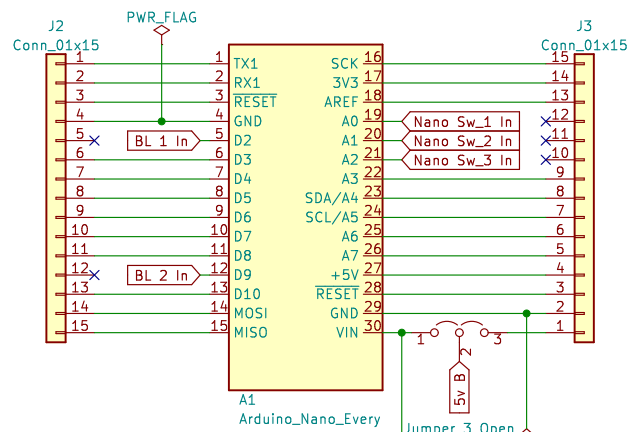 PWR_FLAG
J2
Conn_01x15
J3
Conn_01x15
1 1 TX1 SCK 16 15
2 2 RX1 3V3 17 14
3 3 RESET AREF 18 13
4 4 GND A0 19 Nano Sw_1 In 12
5 BL 1 In 5 D2 A1 20 Nano Sw_2 In 11
6 6 D3 A2 21 Nano Sw_3 In 10
7 7 D4 A3 22 9
8 8 D5 SDA/A4 23 8
9 9 D6 SCL/A5 24 7
10 10 D7 A6 25 6
11 11 D8 A7 26 5
12 BL 2 In 12 D9 +5V 27 4
13 13 D10 RESET 28 3
14 14 MOSI GND 29 2
15 15 MISO VIN 30 1 3 1
2
5v B
A1
Arduino_Nano_Every
Jumper_3_Open